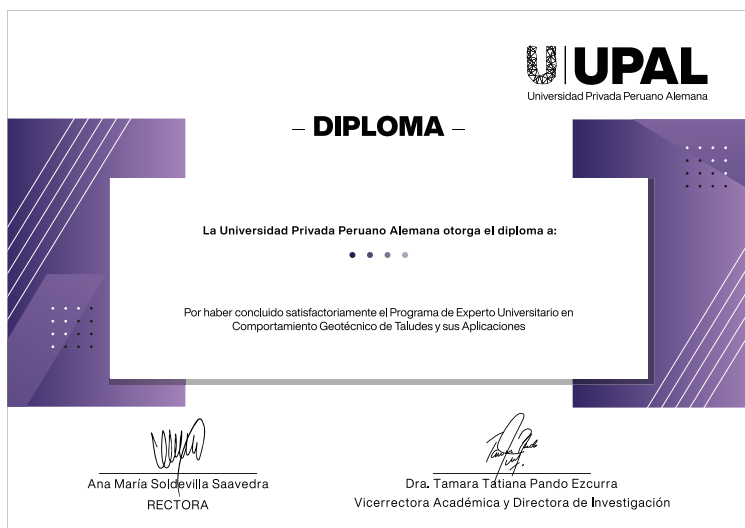 UPAL
Universidad Privada Peruano Alemana
– DIPLOMA –
La Universidad Privada Peruano Alemana otorga el diploma a:
Por haber concluido satisfactoriamente el Programa de Experto Universitario en
Comportamiento Geotécnico de Taludes y sus Aplicaciones
Ana María Soldevilla Saavedra
RECTORA
Dra. Tamara Tatiana Pando Ezcurra
Vicerrectora Académica y Directora de Investigación